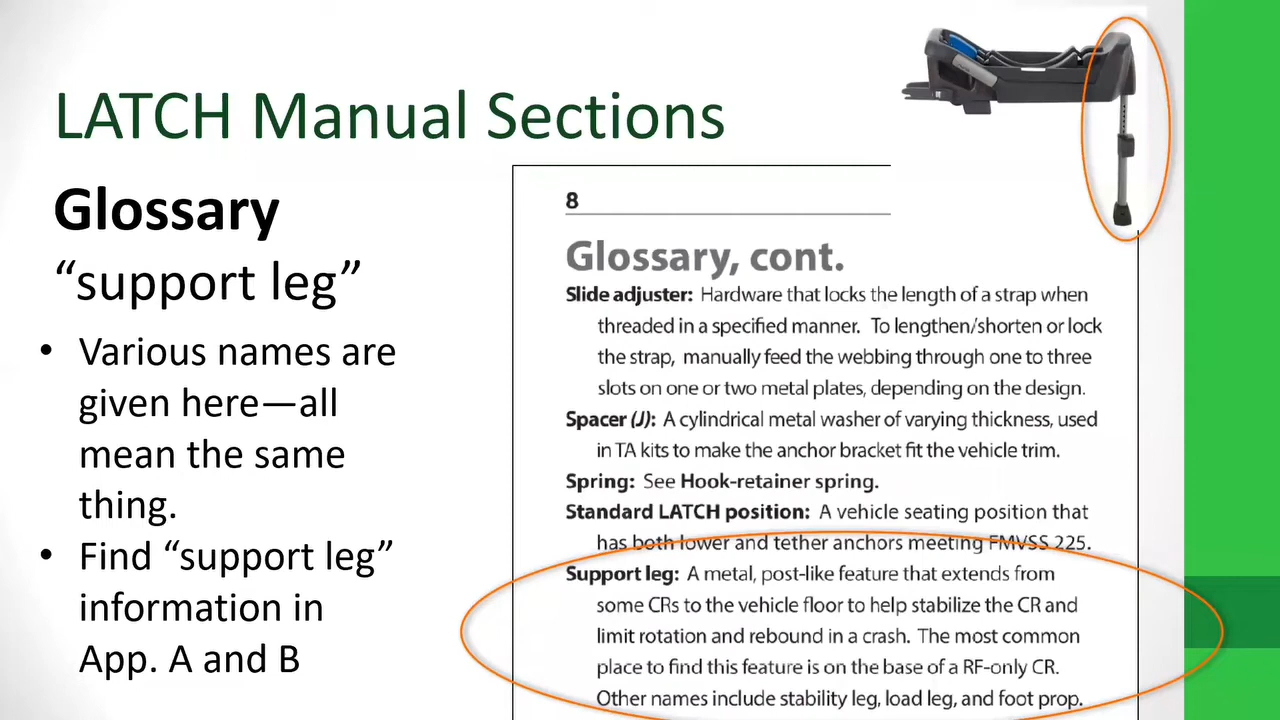 LATCH Manual Sections
Glossary
“support leg”
• Various names are
given here—all
mean the same
thing.
• Find “support leg”
information in
App. A and B
8
Glossary, cont.
Slide adjuster: Hardware that locks the length of a strap when
threaded in a specified manner. To lengthen/shorten or lock
the strap, manually feed the webbing through one to three
slots on one or two metal plates, depending on the design.
Spacer (J): A cylindrical metal washer of varying thickness, used
in TA kits to make the anchor bracket fit the vehicle trim.
Spring: See Hook-retainer spring.
Standard LATCH position: A vehicle seating position that
has both lower and tether anchors meeting FMVSS 225.
Support leg: A metal, post-like feature that extends from
some CRs to the vehicle floor to help stabilize the CR and
limit rotation and rebound in a crash. The most common
place to find this feature is on the base of a RF-only CR.
Other names include stability leg, load leg, and foot prop.